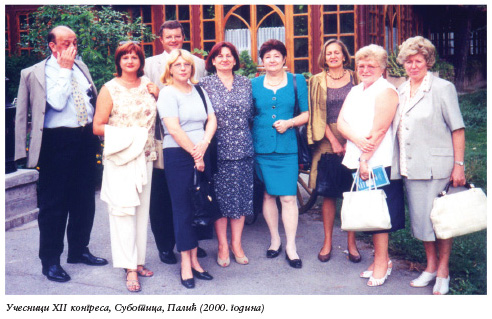 Учесници XII конгреса, Суботица, Палић (2000. година)